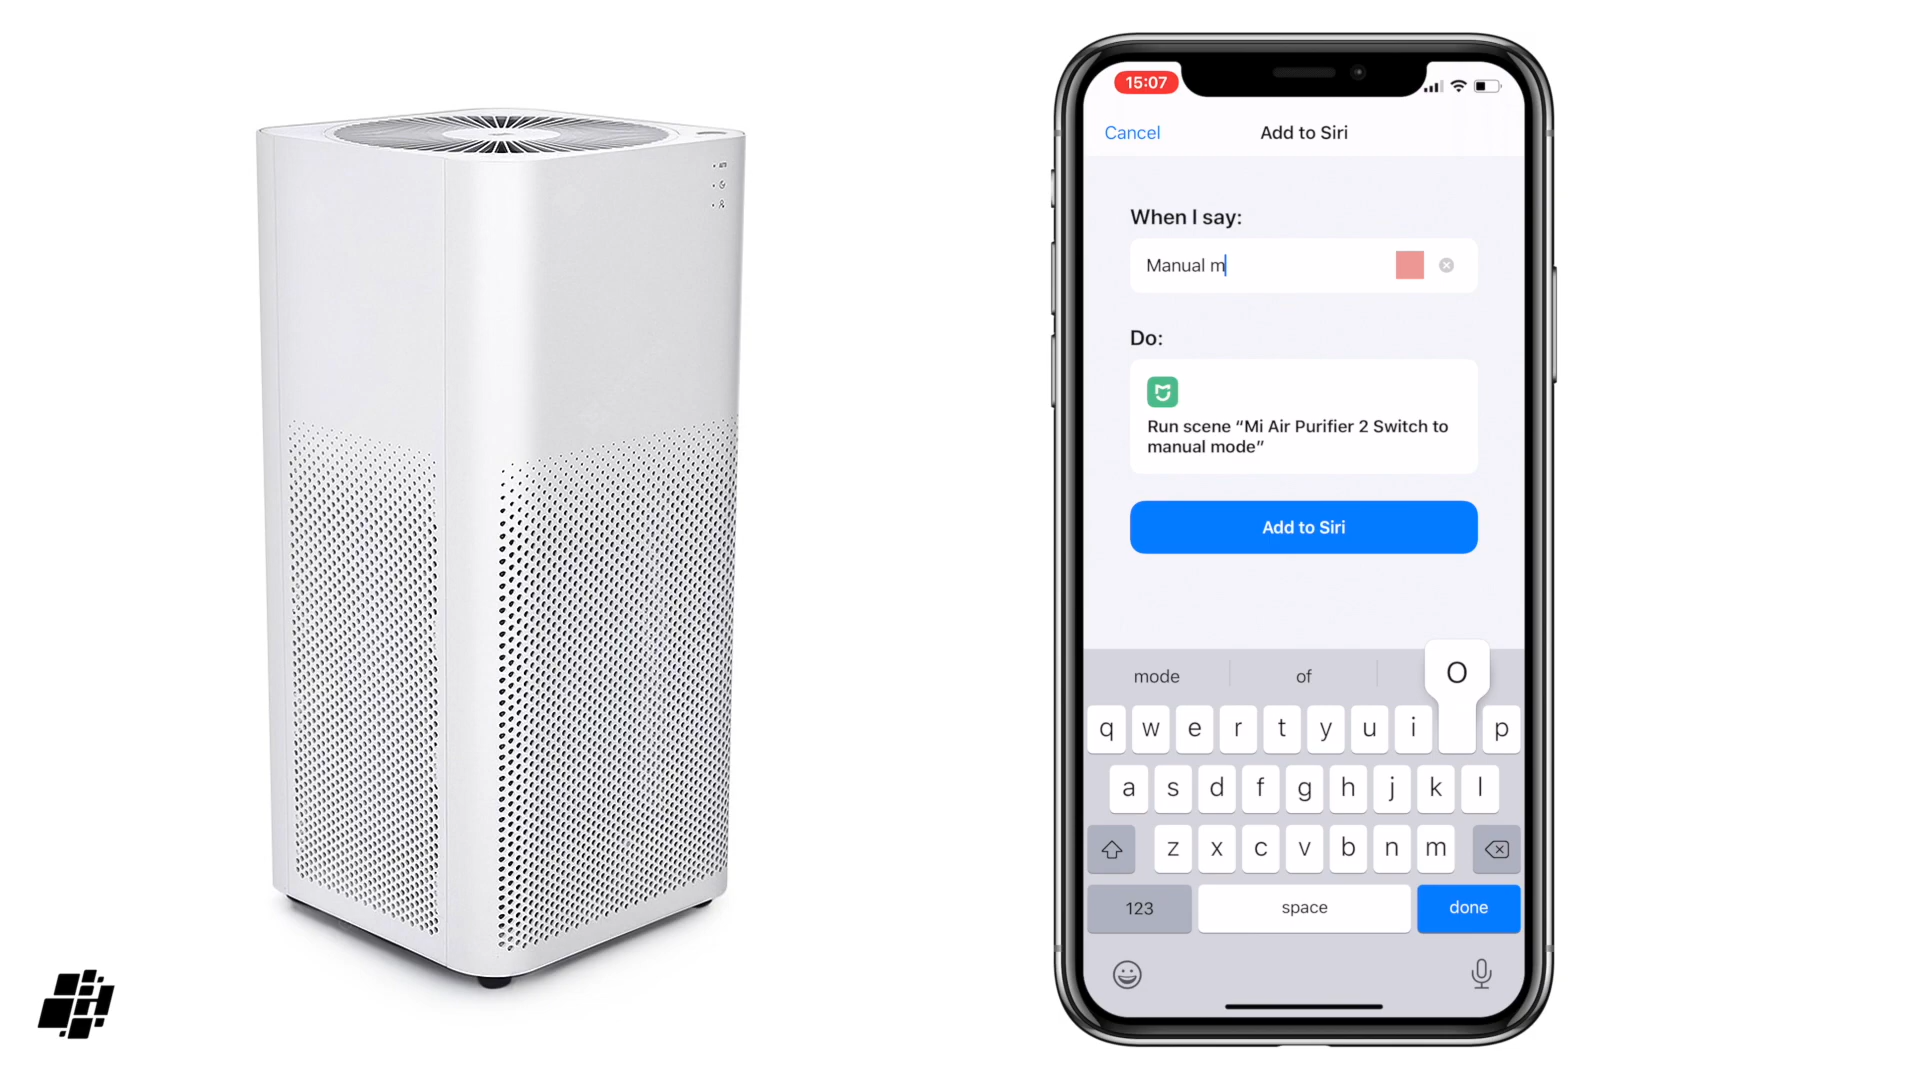 AUTO
15:07
Cancel
Add to Siri
When I say:
Manual m
Do:
Run scene “Mi Air Purifier 2 Switch to
manual mode”
Add to Siri
mode
of
O
q w e r t y u i p
a s d f g h j k l
z x c v b n m
123
space
done